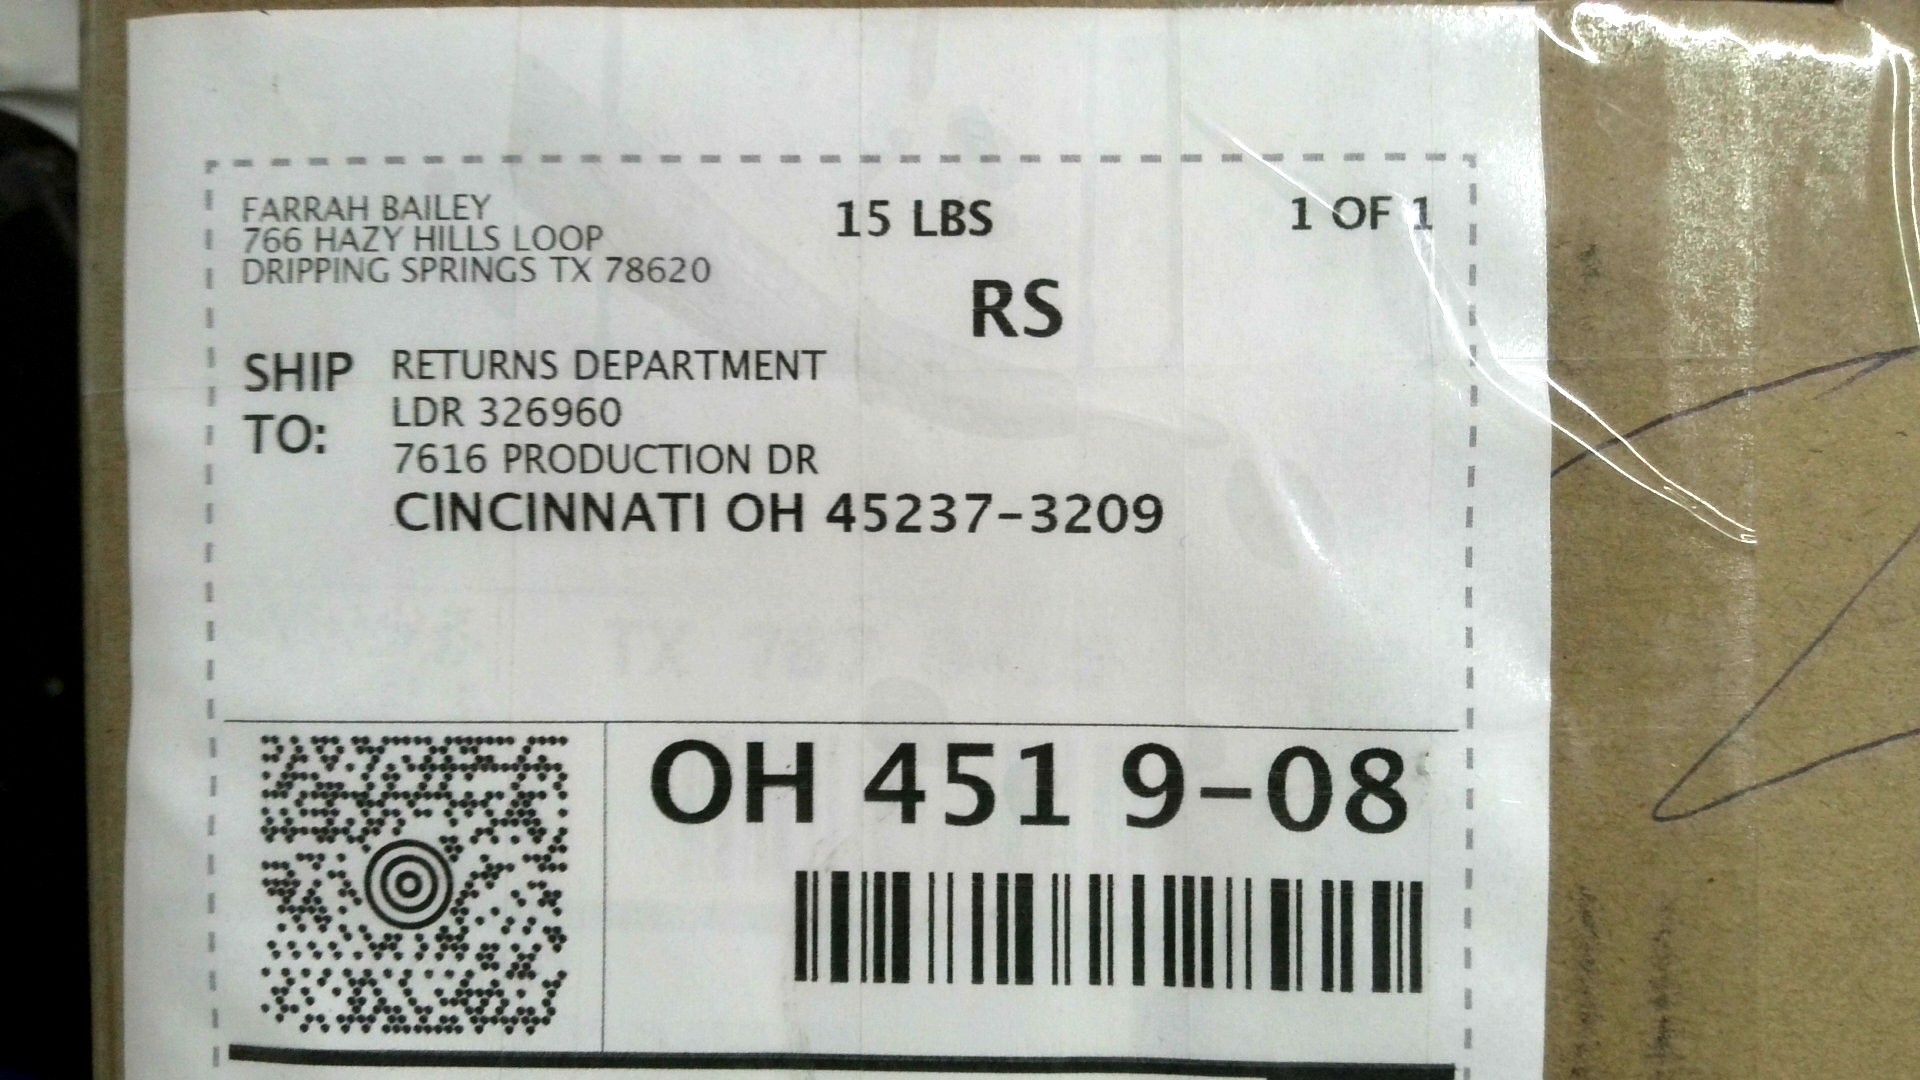 FARRAH BAILEY
766 HAZY HILLS LOOP
DRIPPING SPRINGS TX 78620
15 LBS
1 OF 1
RS
SHIP TO:
RETURNS DEPARTMENT
LDR 326960
7616 PRODUCTION DR
CINCINNATI OH 45237-3209
OH 451 9-08